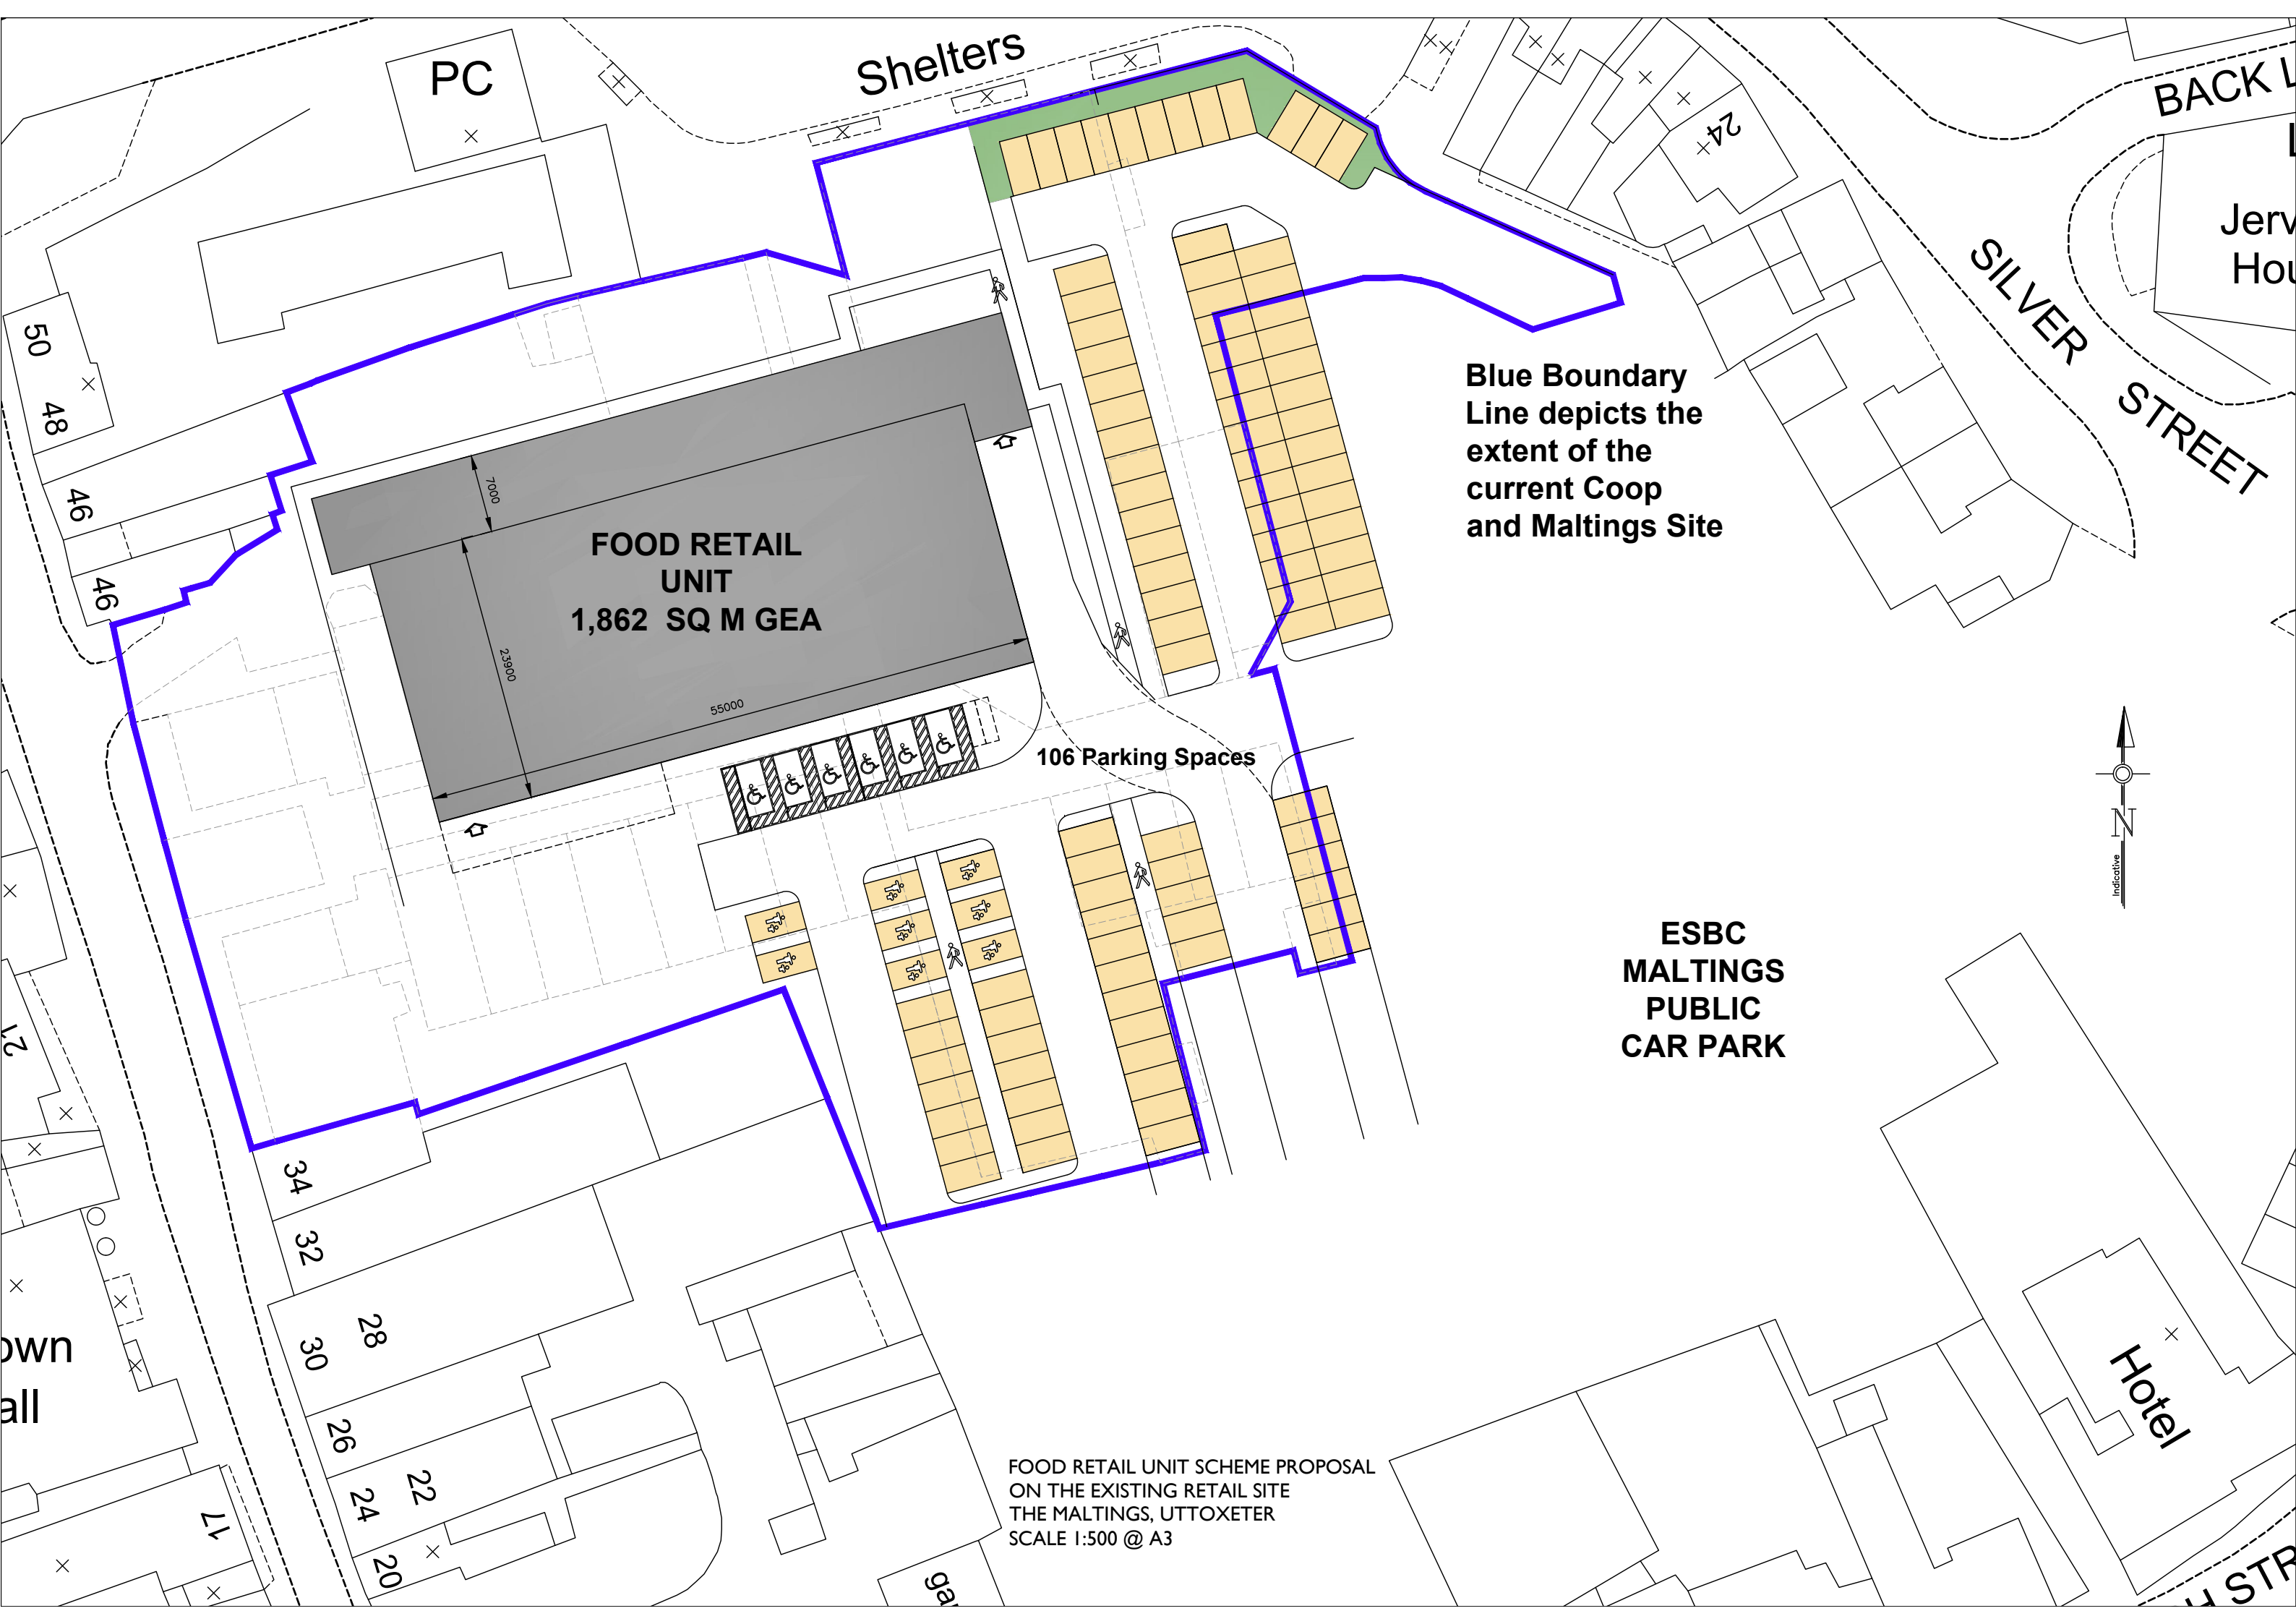 Shelters
PC
BACK L
24
Jerv
Hou
SILVER STREET
50
48
46
46
Blue Boundary
Line depicts the
extent of the
current Coop
and Maltings Site
7000
FOOD RETAIL
UNIT
1,862 SQ M GEA
23900
55000
106 Parking Spaces
N
Indicative
ESBC
MALTINGS
PUBLIC
CAR PARK
21
34
32
28
30
own
all
26
22
24
17
20
Hotel
FOOD RETAIL UNIT SCHEME PROPOSAL
ON THE EXISTING RETAIL SITE
THE MALTINGS, UTTOXETER
SCALE 1:500 @ A3
gar
H STR